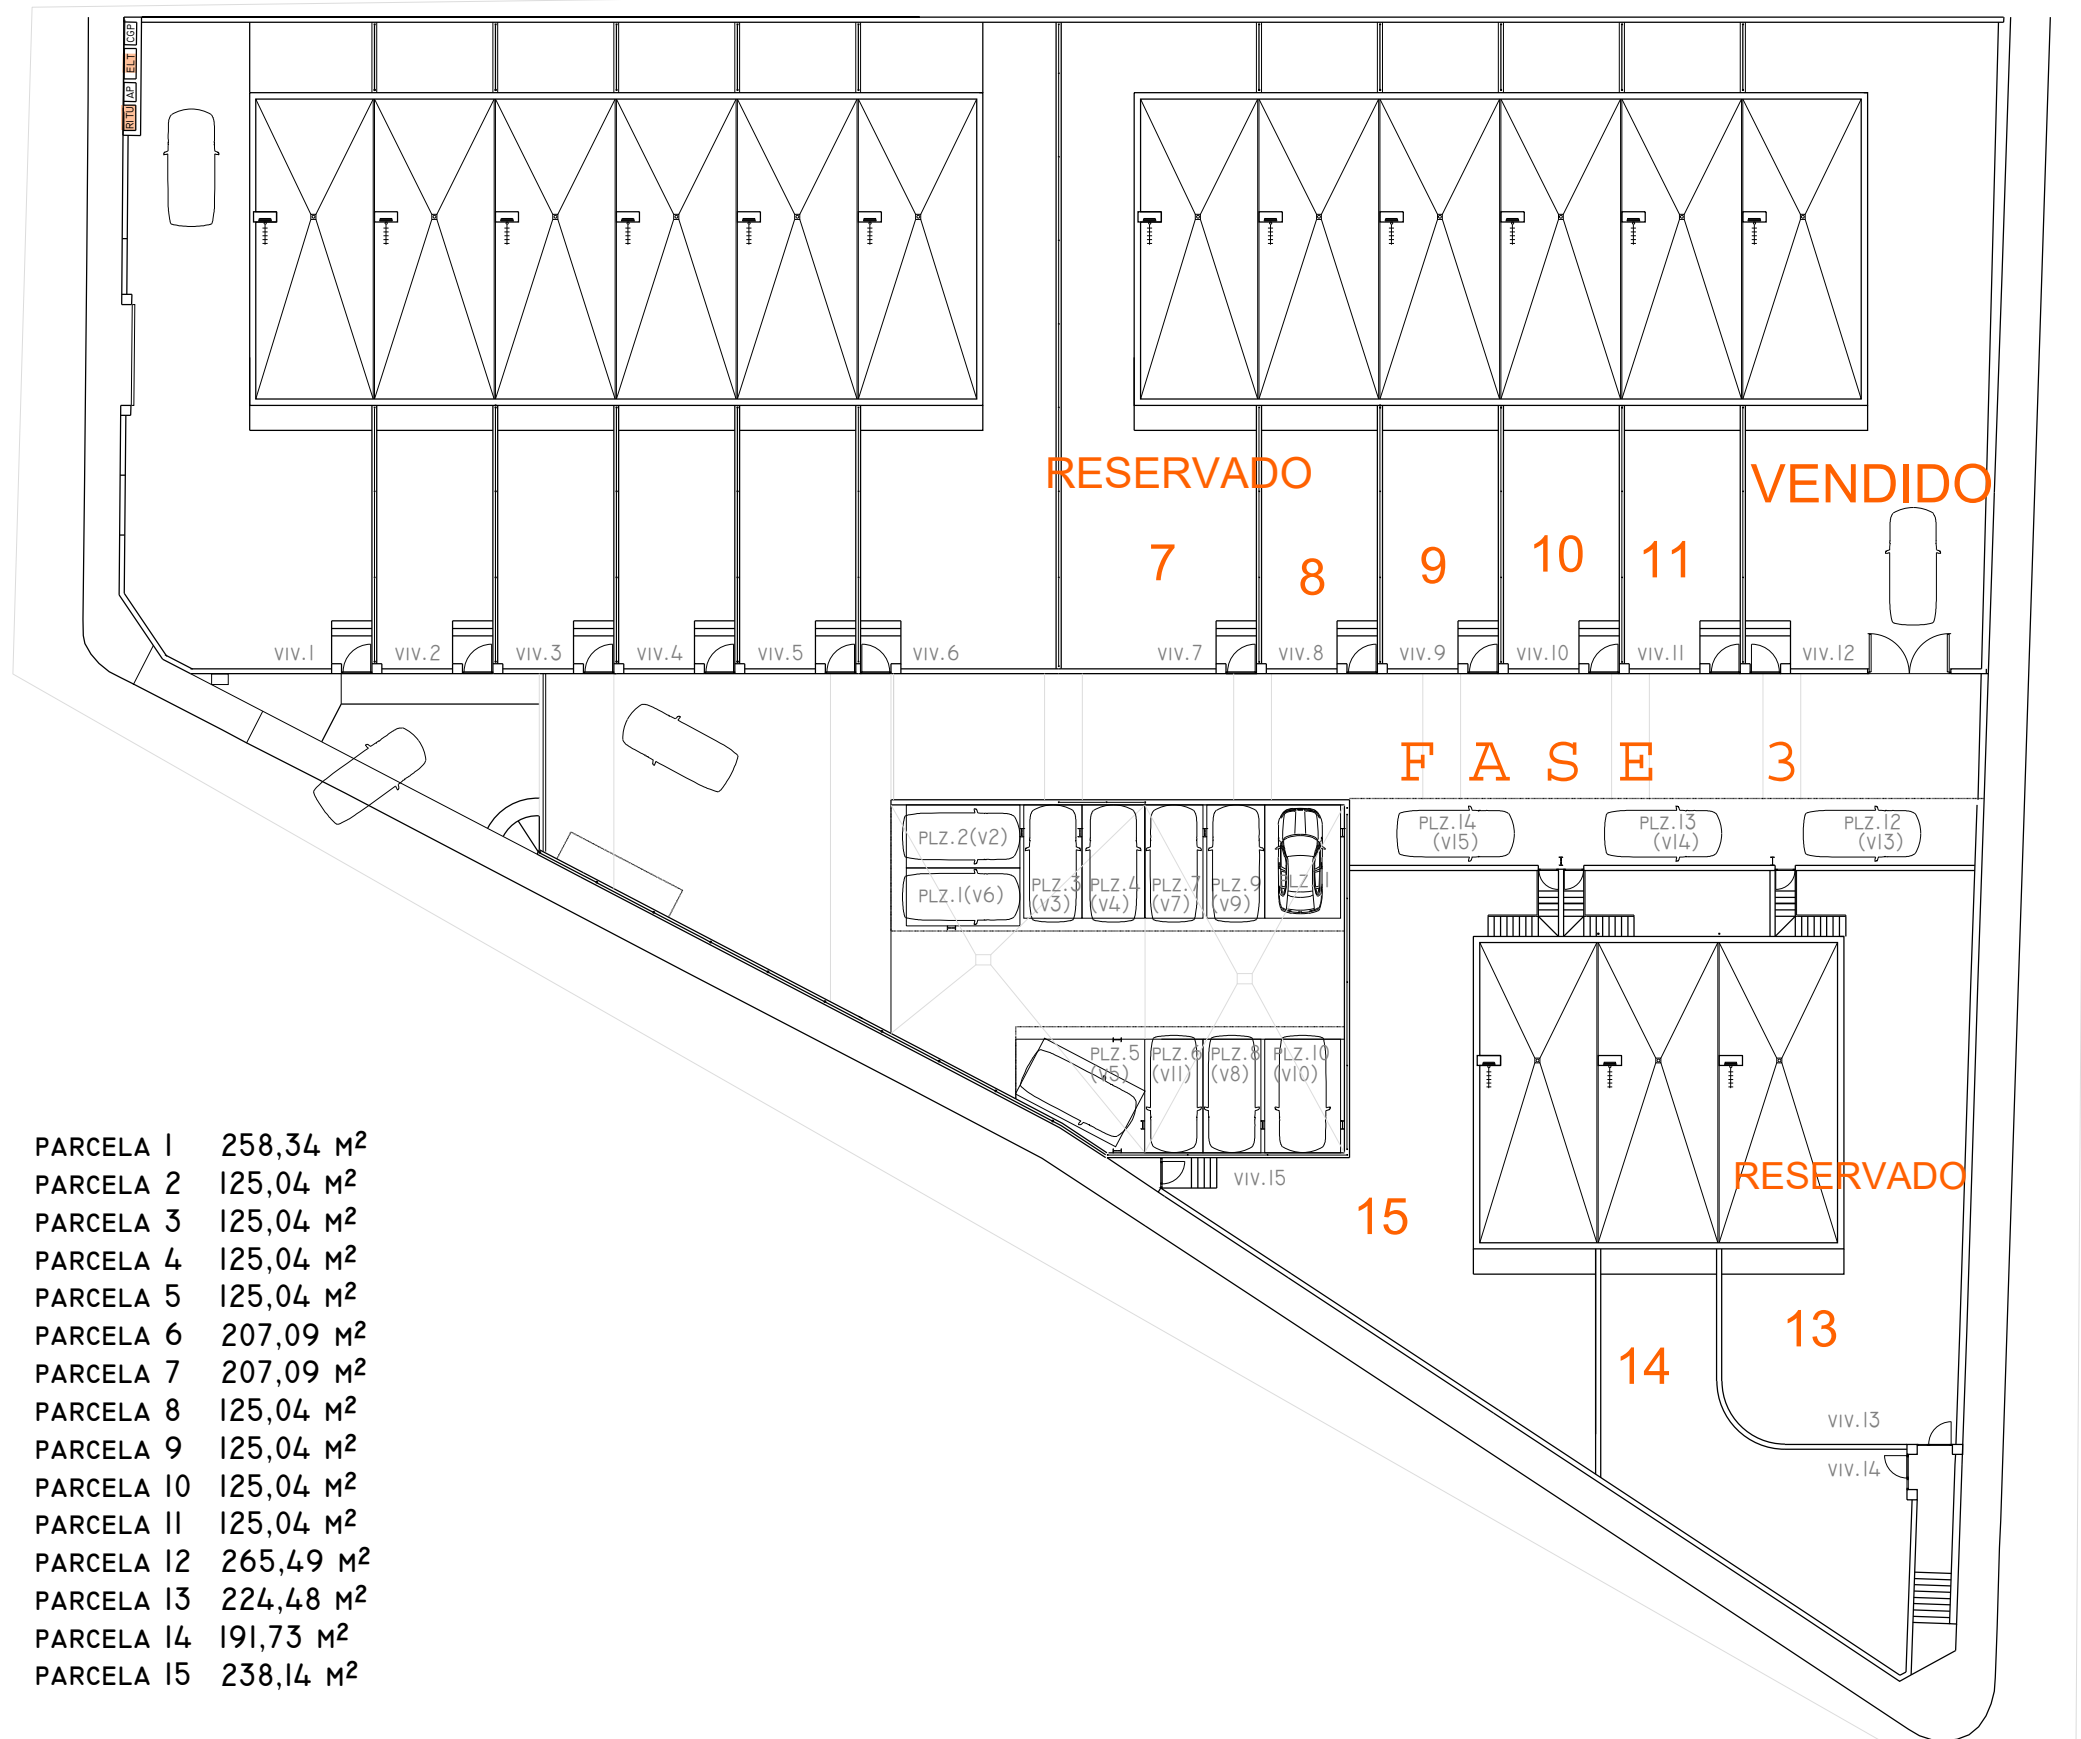 CGP
ELT
AP
RITU
RESERVADO
VENDIDO
7
8
9
10
11
VIV.1
VIV.2
VIV.3
VIV.4
VIV.5
VIV.6
VIV.7
VIV.8
VIV.9
VIV.10
VIV.11
VIV.12
FASE 3
PLZ.2(V2)
PLZ.1(V6)
PLZ.3
(V3)
PLZ.4
(V4)
PLZ.7
(V7)
PLZ.9
(V9)
PLZ.14
(V15)
PLZ.13
(V14)
PLZ.12
(V13)
PLZ.5
(V5)
PLZ.6
(V11)
PLZ.8
(V8)
PLZ.10
(V10)
VIV.15
15
RESERVADO
13
14
VIV.13
VIV.14
PARCELA 1 258,34 M²
PARCELA 2 125,04 M²
PARCELA 3 125,04 M²
PARCELA 4 125,04 M²
PARCELA 5 125,04 M²
PARCELA 6 207,09 M²
PARCELA 7 207,09 M²
PARCELA 8 125,04 M²
PARCELA 9 125,04 M²
PARCELA 10 125,04 M²
PARCELA 11 125,04 M²
PARCELA 12 265,49 M²
PARCELA 13 224,48 M²
PARCELA 14 191,73 M²
PARCELA 15 238,14 M²